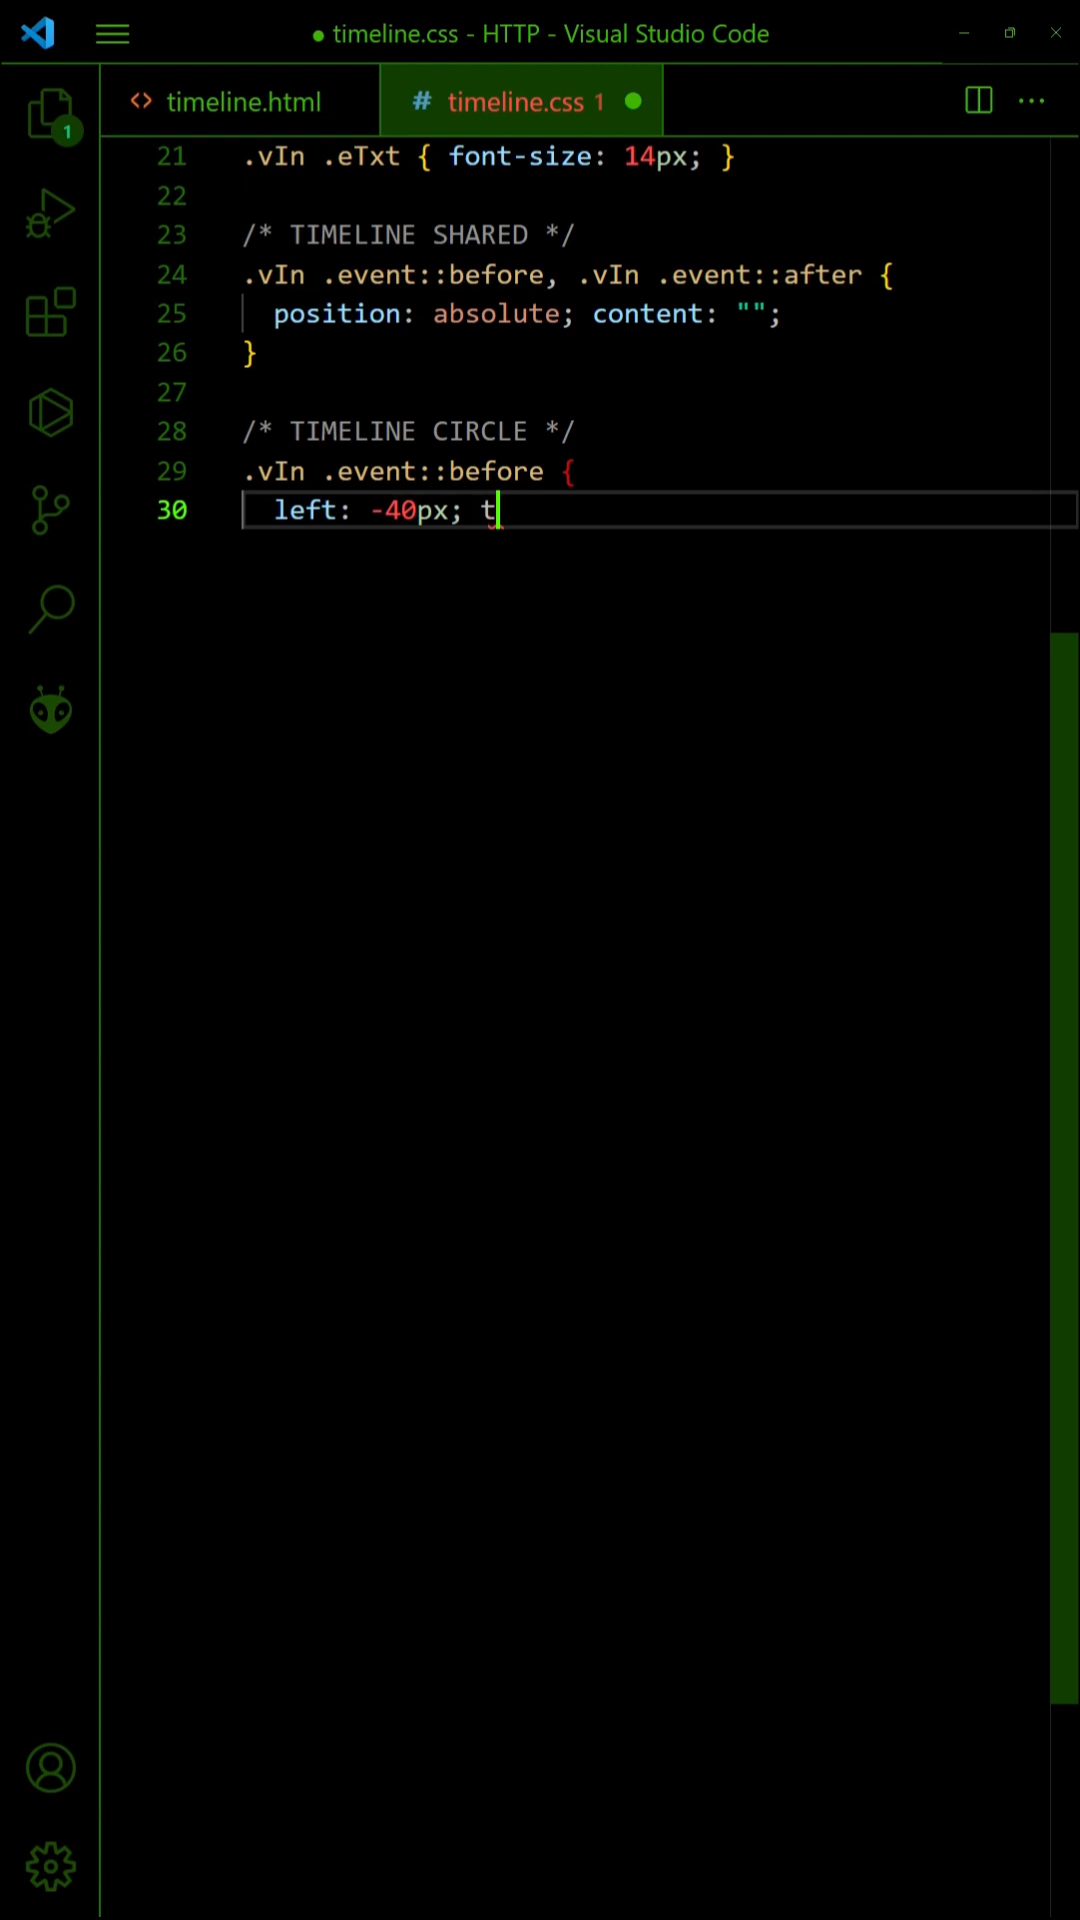 ● timeline.css - HTTP - Visual Studio Code
timeline.html
# timeline.css 1
1
21 .vIn .eTxt { font-size: 14px; }
22
23 /* TIMELINE SHARED */
24 .vIn .event::before, .vIn .event::after {
25 position: absolute; content: "";
26 }
27
28 /* TIMELINE CIRCLE */
29 .vIn .event::before {
30 left: -40px; t